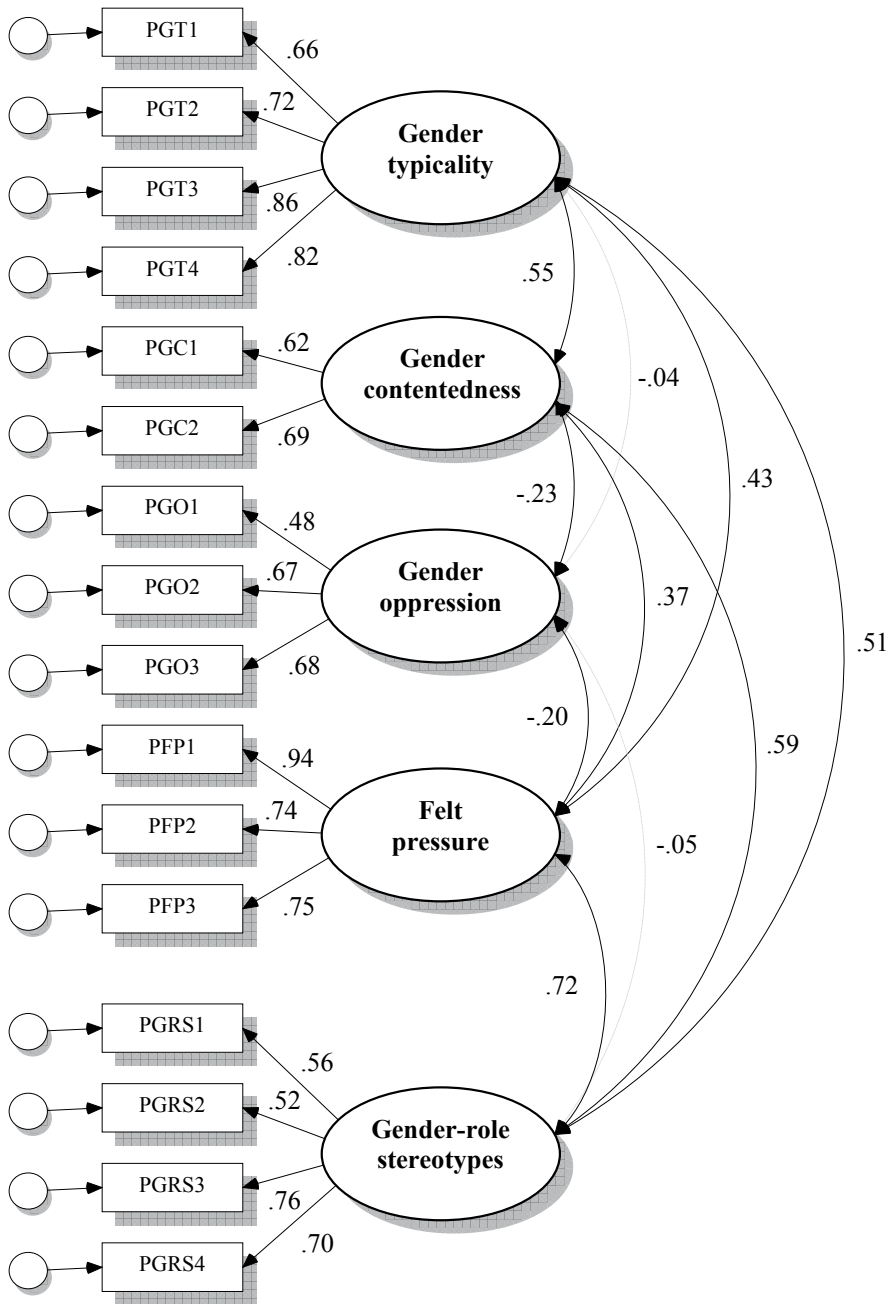 PGT1
.66
PGT2
.72
Gender
typicality
PGT3
.86
PGT4
.82
.55
PGC1
.62
Gender
contentedness
-.04
PGC2
.69
.43
PGO1
-.23
.48
PGO2
.67
Gender
oppression
.37
PGO3
.68
.51
-.20
PFP1
.94
.59
PFP2
.74
Felt
pressure
-.05
PFP3
.75
.72
PGRS1
.56
PGRS2
.52
Gender-role
stereotypes
PGRS3
.76
.70
PGRS4